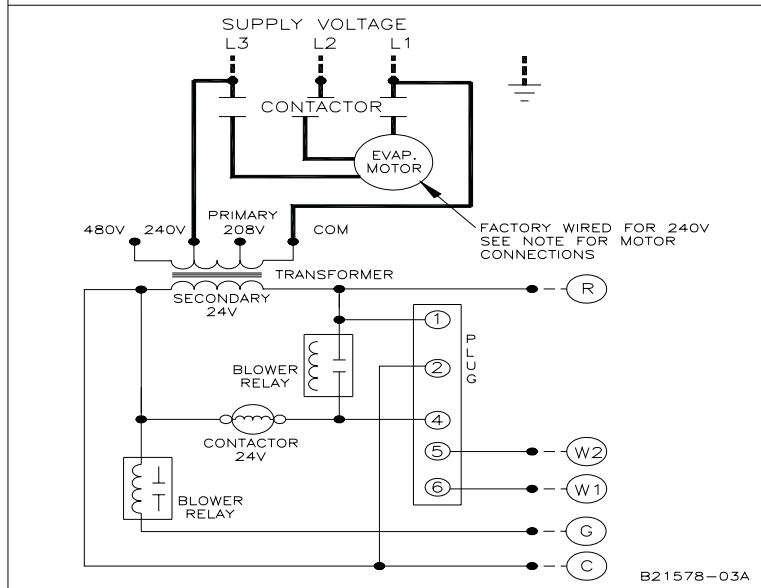 SUPPLY VOLTAGE
L3 L2 L1
CONTACTOR
EVAP.
MOTOR
PRIMARY
480V 240V 208V COM
FACTORY WIRED FOR 240V
SEE NOTE FOR MOTOR
CONNECTIONS
TRANSFORMER
SECONDARY
24V
R
1
PLUG
2
BLOWER
RELAY
4
CONTACTOR
24V
5
W2
6
W1
BLOWER
RELAY
G
C
B21578-03A